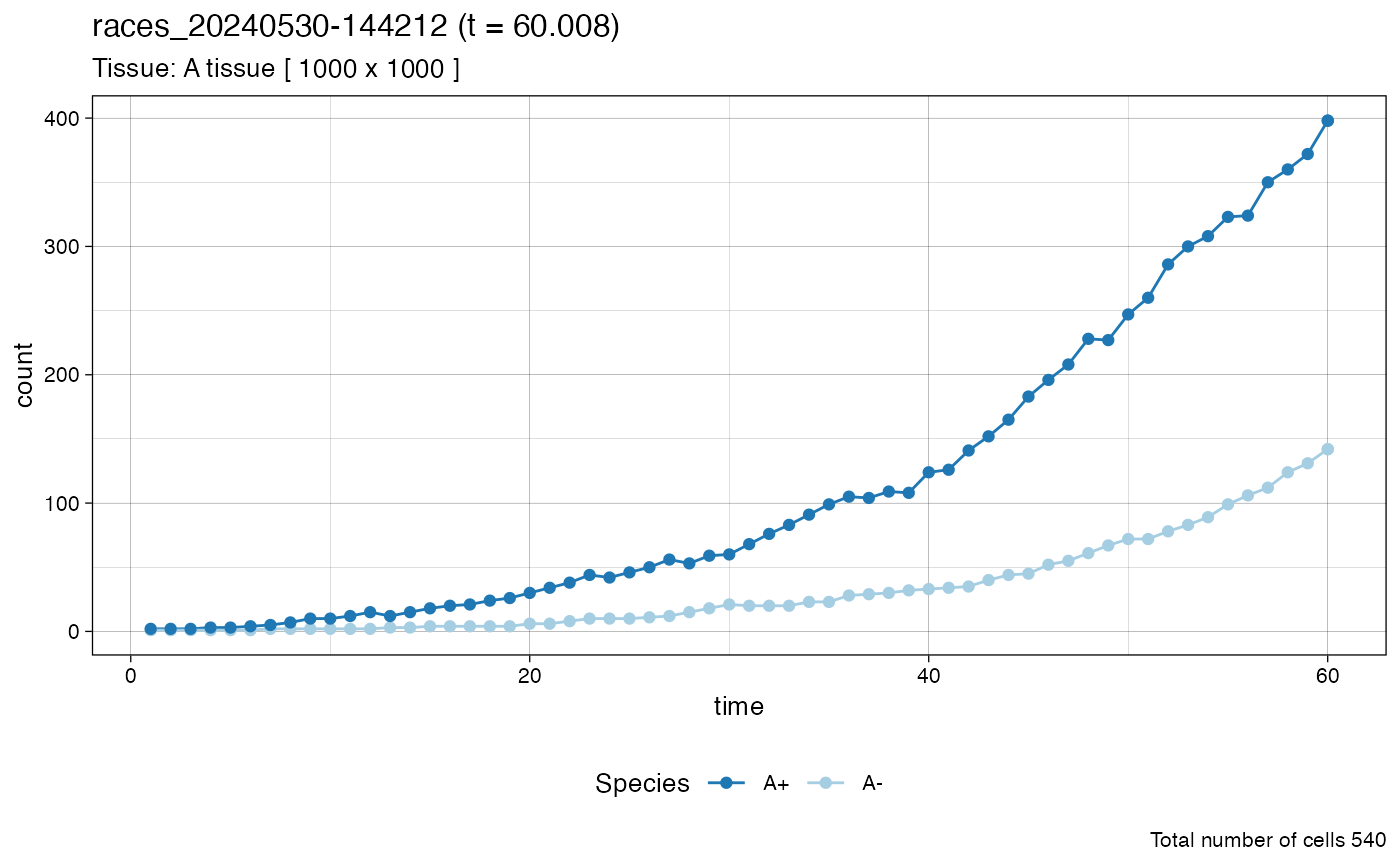 races_20240530-144212 (t = 60.008)
Tissue: A tissue [ 1000 x 1000 ]
400
300
200
100
0
count
0 20 40 60
time
Species A+ A-
Total number of cells 540